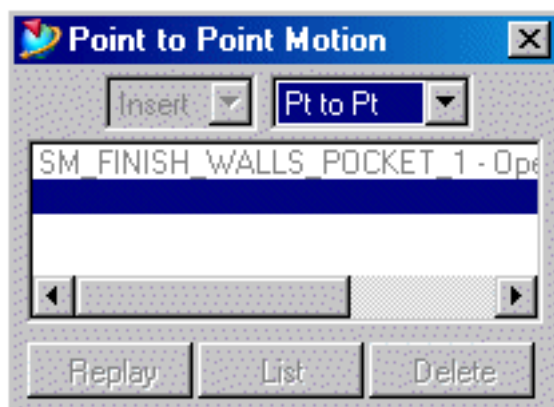 Point to Point Motion
Insert Pt to Pt
SM_FINISH_WALLS_POCKET_1 - Ope
Replay List Delete